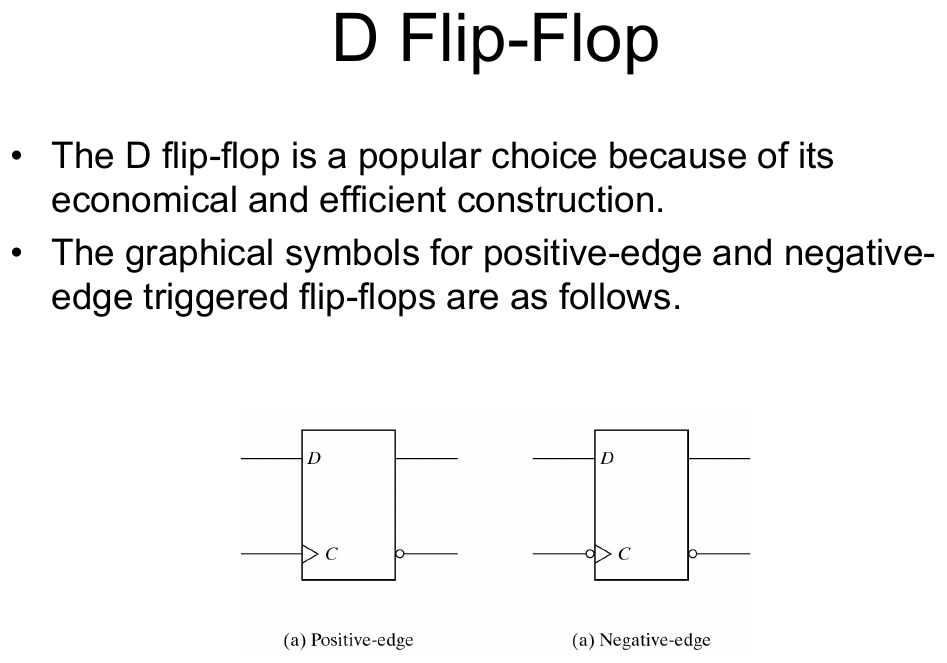 D Flip-Flop
• The D flip-flop is a popular choice because of its
economical and efficient construction.
• The graphical symbols for positive-edge and negative-
edge triggered flip-flops are as follows.
D
D
C
C
(a) Positive-edge
(a) Negative-edge